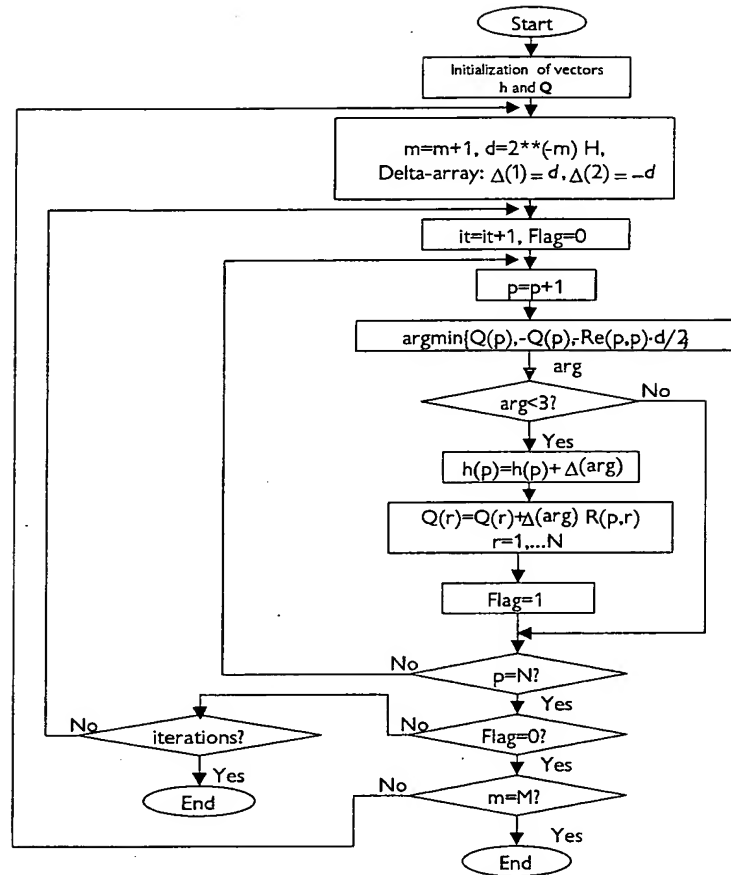 Start
Initialization of vectors
h and Q
m=m+1, d=2**(-m) H,
Delta-array: Δ(1)=d, Δ(2)=-d
it=it+1, Flag=0
p=p+1
argmin{Q(p),-Q(p),-Re(p,p)·d/2}
arg
arg<3?
No
Yes
h(p)=h(p)+Δ(arg)
Q(r)=Q(r)+Δ(arg) R(p,r)
r=1,...N
Flag=1
No
p=N?
Yes
No
iterations?
No
Flag=0?
Yes
Yes
End
No
m=M?
Yes
End